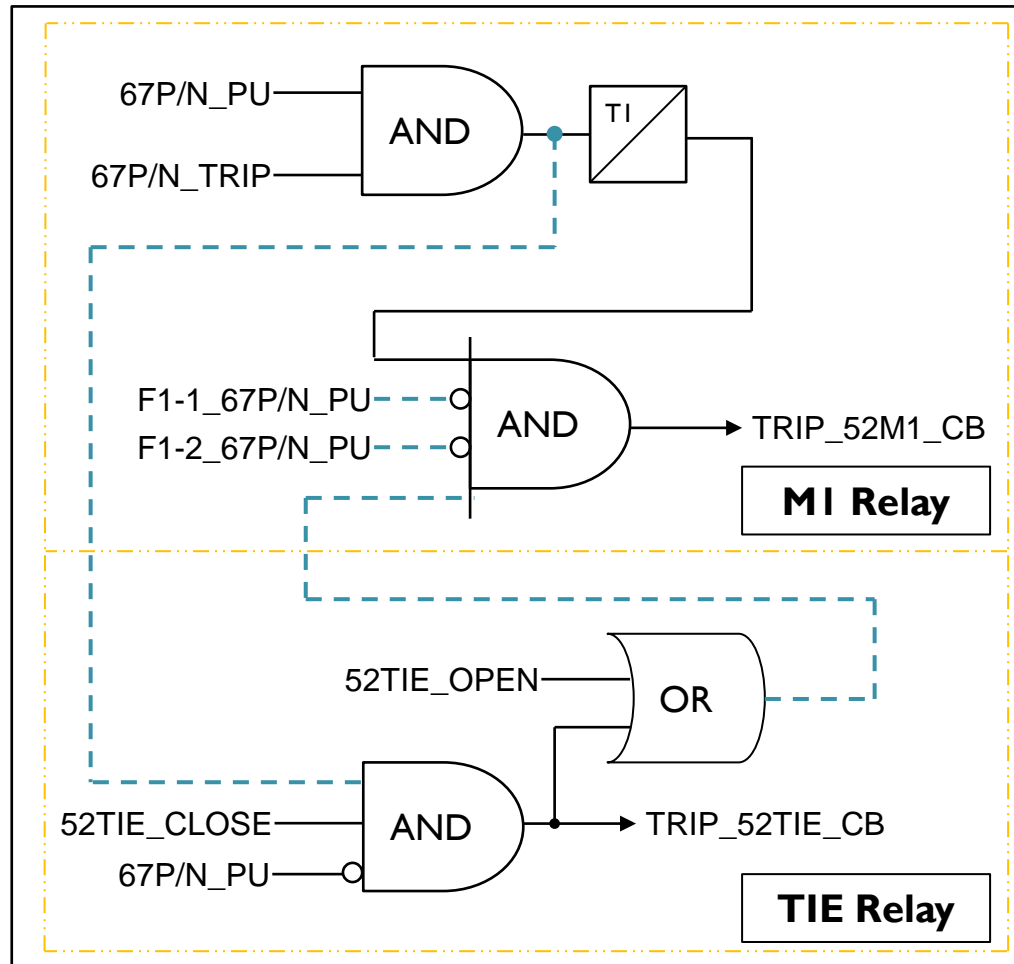 67P/N_PU
AND
T1
67P/N_TRIP
F1-1_67P/N_PU
F1-2_67P/N_PU
AND
TRIP_52M1_CB
M1 Relay
52TIE_OPEN
OR
52TIE_CLOSE
AND
TRIP_52TIE_CB
67P/N_PU
TIE Relay